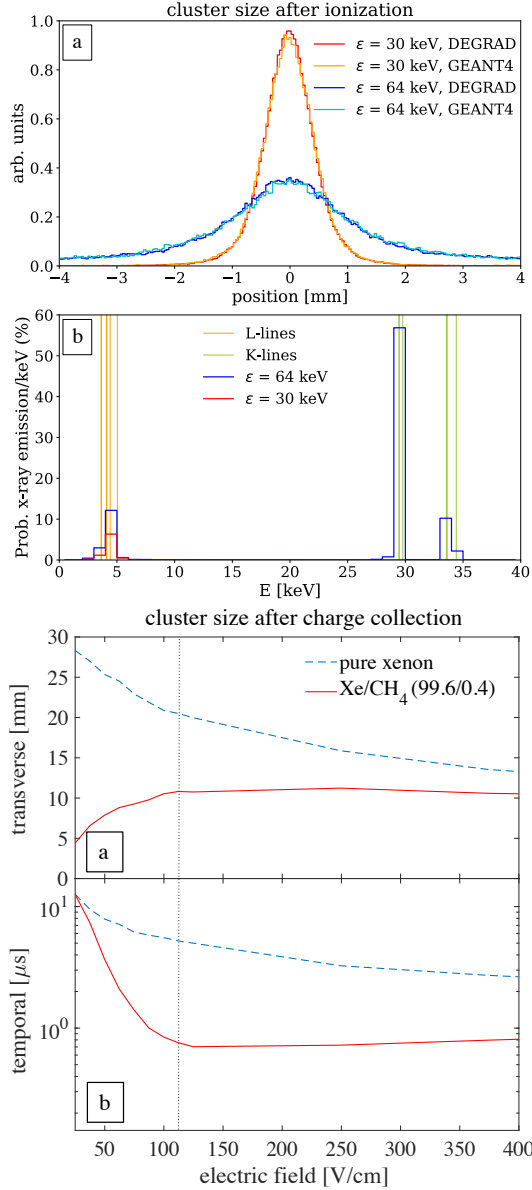 cluster size after ionization
a
ε = 30 keV, DEGRAD
ε = 30 keV, GEANT4
ε = 64 keV, DEGRAD
ε = 64 keV, GEANT4
arb. units
1.0
0.8
0.6
0.4
0.2
0.0
−4 −3 −2 −1 0 1 2 3 4
position [mm]
b
L-lines
K-lines
ε = 64 keV
ε = 30 keV
Prob. x-ray emission/keV (%)
60
50
40
30
20
10
0
0 5 10 15 20 25 30 35 40
E [keV]
cluster size after charge collection
pure xenon
Xe/CH4 (99.6/0.4)
transverse [mm]
30
25
20
15
10
5
0
a
temporal [μs]
10^1
10^0
b
50 100 150 200 250 300 350 400
electric field [V/cm]